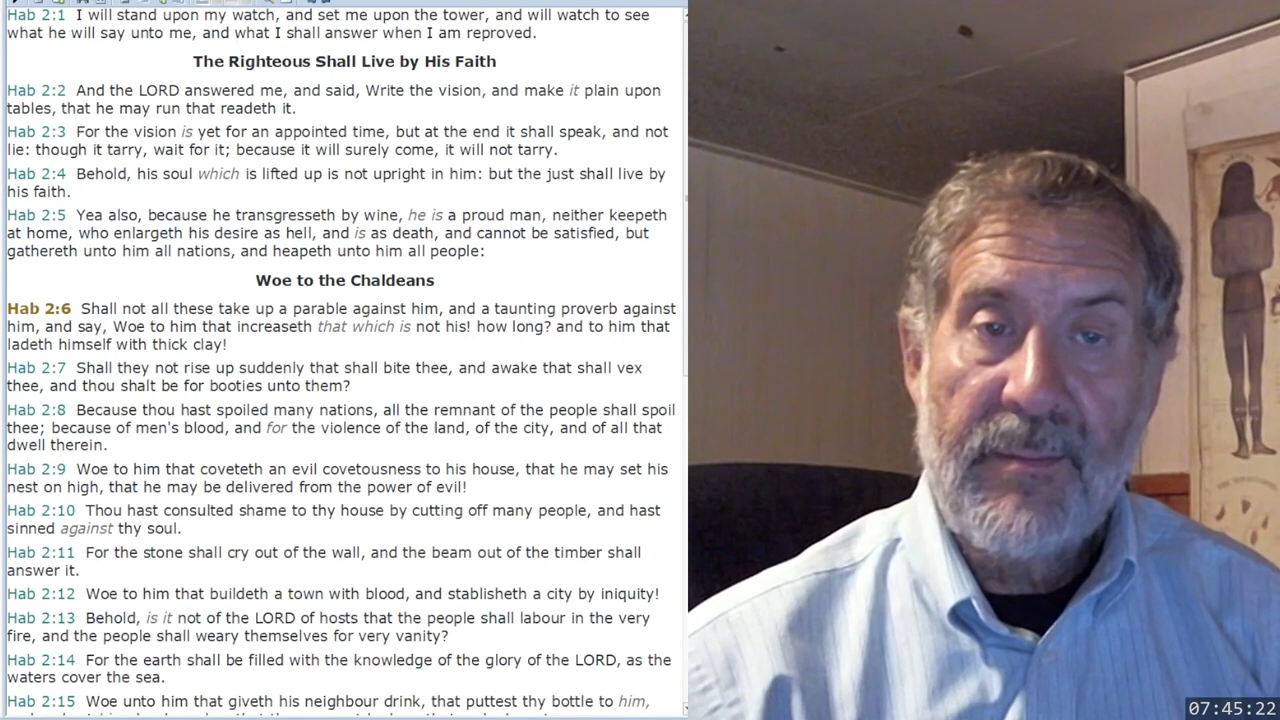 Hab 2:1 I will stand upon my watch, and set me upon the tower, and will watch to see
what he will say unto me, and what I shall answer when I am reproved.
The Righteous Shall Live by His Faith
Hab 2:2 And the LORD answered me, and said, Write the vision, and make it plain upon
tables, that he may run that readeth it.
Hab 2:3 For the vision is yet for an appointed time, but at the end it shall speak, and not
lie: though it tarry, wait for it; because it will surely come, it will not tarry.
Hab 2:4 Behold, his soul which is lifted up is not upright in him: but the just shall live by
his faith.
Hab 2:5 Yea also, because he transgresseth by wine, he is a proud man, neither keepeth
at home, who enlargeth his desire as hell, and is as death, and cannot be satisfied, but
gathereth unto him all nations, and heapeth unto him all people:
Woe to the Chaldeans
Hab 2:6 Shall not all these take up a parable against him, and a taunting proverb against
him, and say, Woe to him that increaseth that which is not his! how long? and to him that
ladeth himself with thick clay!
Hab 2:7 Shall they not rise up suddenly that shall bite thee, and awake that shall vex
thee, and thou shalt be for booties unto them?
Hab 2:8 Because thou hast spoiled many nations, all the remnant of the people shall spoil
thee; because of men's blood, and for the violence of the land, of the city, and of all that
dwell therein.
Hab 2:9 Woe to him that coveteth an evil covetousness to his house, that he may set his
nest on high, that he may be delivered from the power of evil!
Hab 2:10 Thou hast consulted shame to thy house by cutting off many people, and hast
sinned against thy soul.
Hab 2:11 For the stone shall cry out of the wall, and the beam out of the timber shall
answer it.
Hab 2:12 Woe to him that buildeth a town with blood, and stablisheth a city by iniquity!
Hab 2:13 Behold, is it not of the LORD of hosts that the people shall labour in the very
fire, and the people shall weary themselves for very vanity?
Hab 2:14 For the earth shall be filled with the knowledge of the glory of the LORD, as the
waters cover the sea.
Hab 2:15 Woe unto him that giveth his neighbour drink, that puttest thy bottle to him,
07:45:22